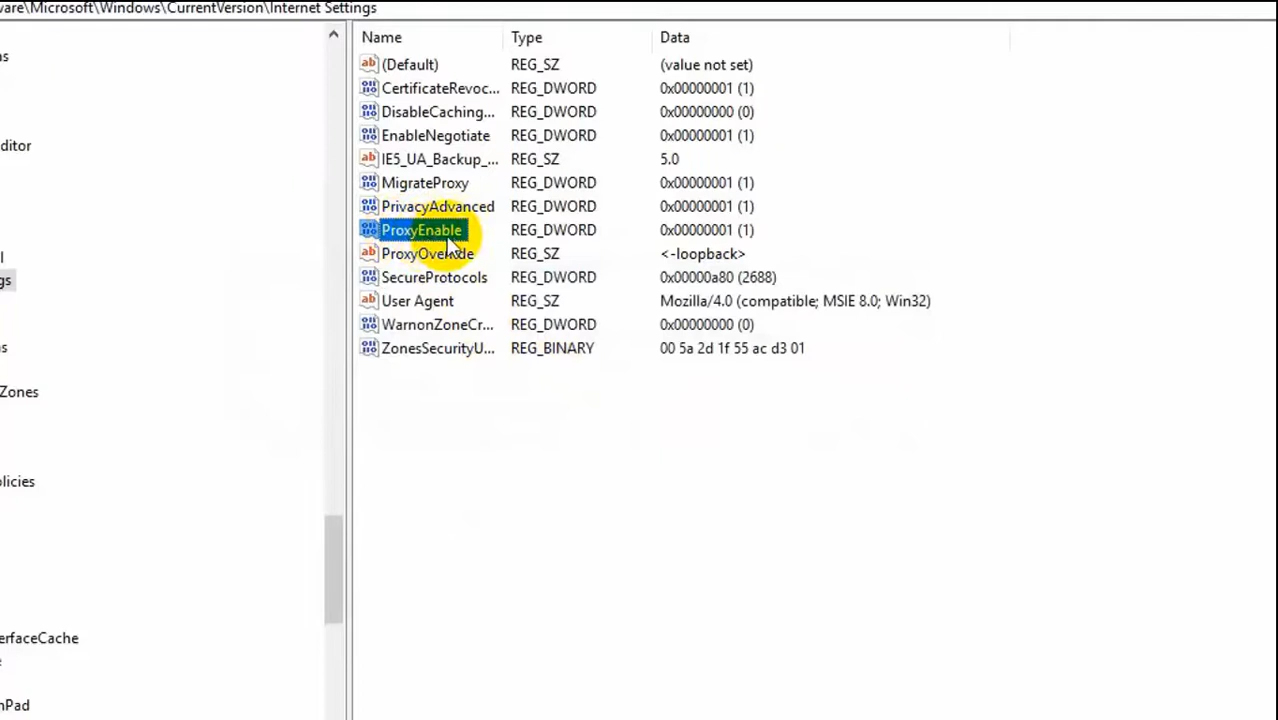 vare\Microsoft\Windows\CurrentVersion\Internet Settings
ns
ditor
l
gs
s
Zones
olicies
erfaceCache
nPad
Name Type Data
(Default) REG_SZ (value not set)
CertificateRevoc... REG_DWORD 0x00000001 (1)
DisableCaching... REG_DWORD 0x00000000 (0)
EnableNegotiate REG_DWORD 0x00000001 (1)
IE5_UA_Backup_... REG_SZ 5.0
MigrateProxy REG_DWORD 0x00000001 (1)
PrivacyAdvanced REG_DWORD 0x00000001 (1)
ProxyEnable REG_DWORD 0x00000001 (1)
ProxyOverride REG_SZ <-loopback>
SecureProtocols REG_DWORD 0x00000a80 (2688)
User Agent REG_SZ Mozilla/4.0 (compatible; MSIE 8.0; Win32)
WarnonZoneCr... REG_DWORD 0x00000000 (0)
ZonesSecurityU... REG_BINARY 00 5a 2d 1f 55 ac d3 01